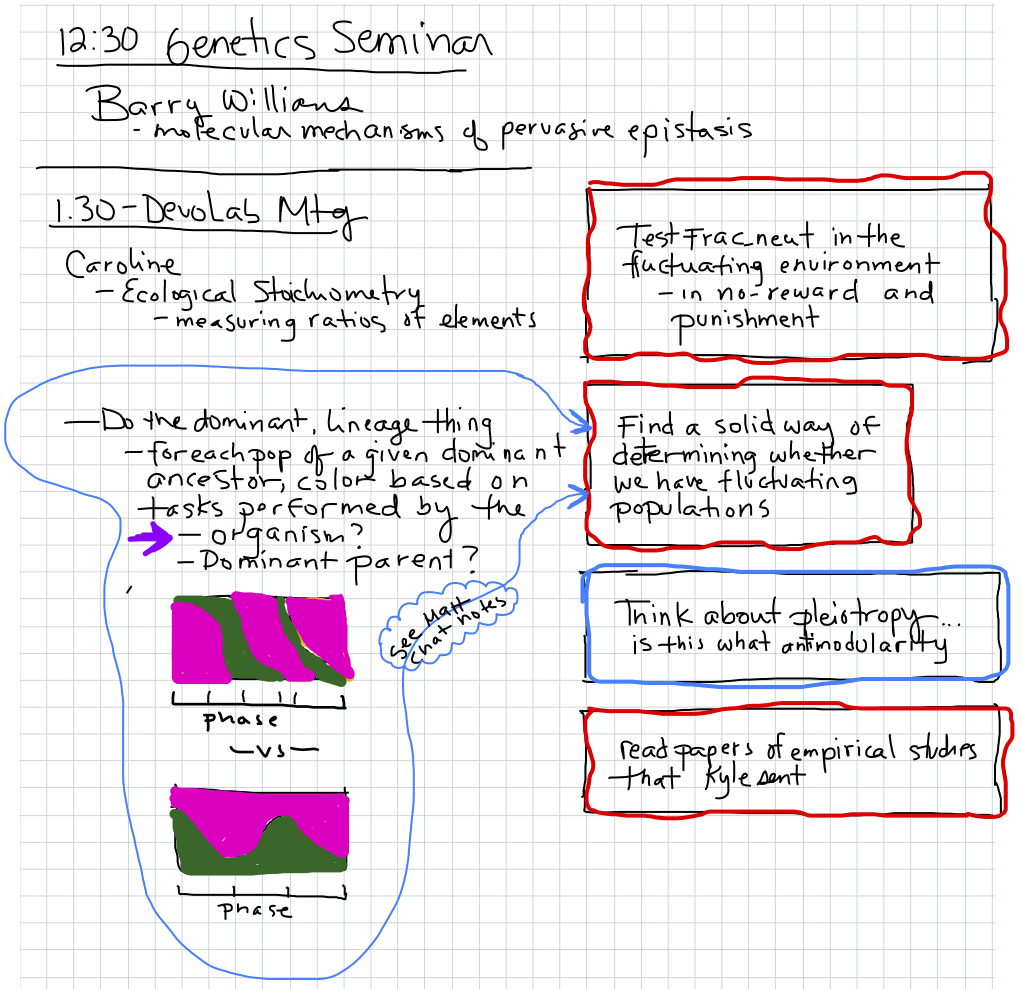 12:30 Genetics Seminar
Barry Williams
- molecular mechanisms of pervasive epistasis
1.30 - DevoLab Mtg
Caroline
- Ecological Stoichiometry
- measuring ratios of elements
- Do the dominant, lineage thing
- for each pop of a given dominant
ancestor, color based on
tasks performed by the
- organism?
- Dominant parent?
phase
- vs -
phase
See Matt
chat notes
Test Frac_neut in the
fluctuating environment
- in no-reward and
punishment
Find a solid way of
determining whether
we have fluctuating
populations
Think about pleiotropy...
is this what antimodularity
read papers of empirical studies
that Kyle sent